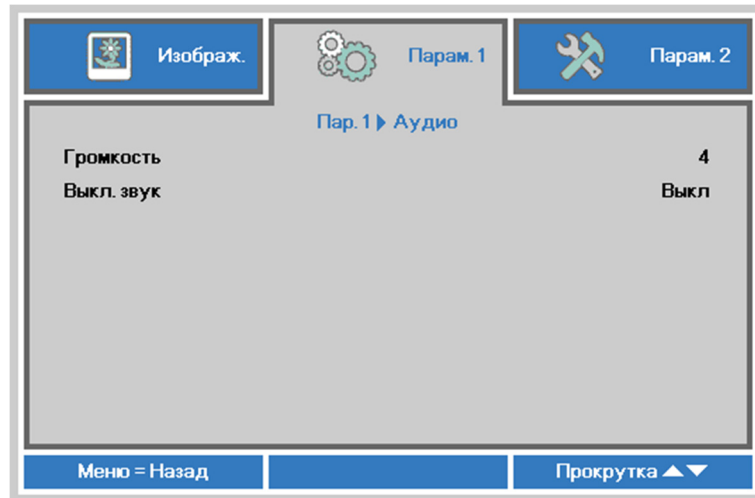 Изображ. Парам. 1 Парам. 2
Пар. 1 ▶ Аудио
Громкость 4
Выкл. звук Выкл
Меню = Назад Прокрутка ▲▼